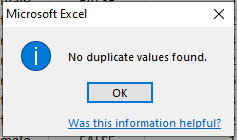 Microsoft Excel
No duplicate values found.
OK
Was this information helpful?